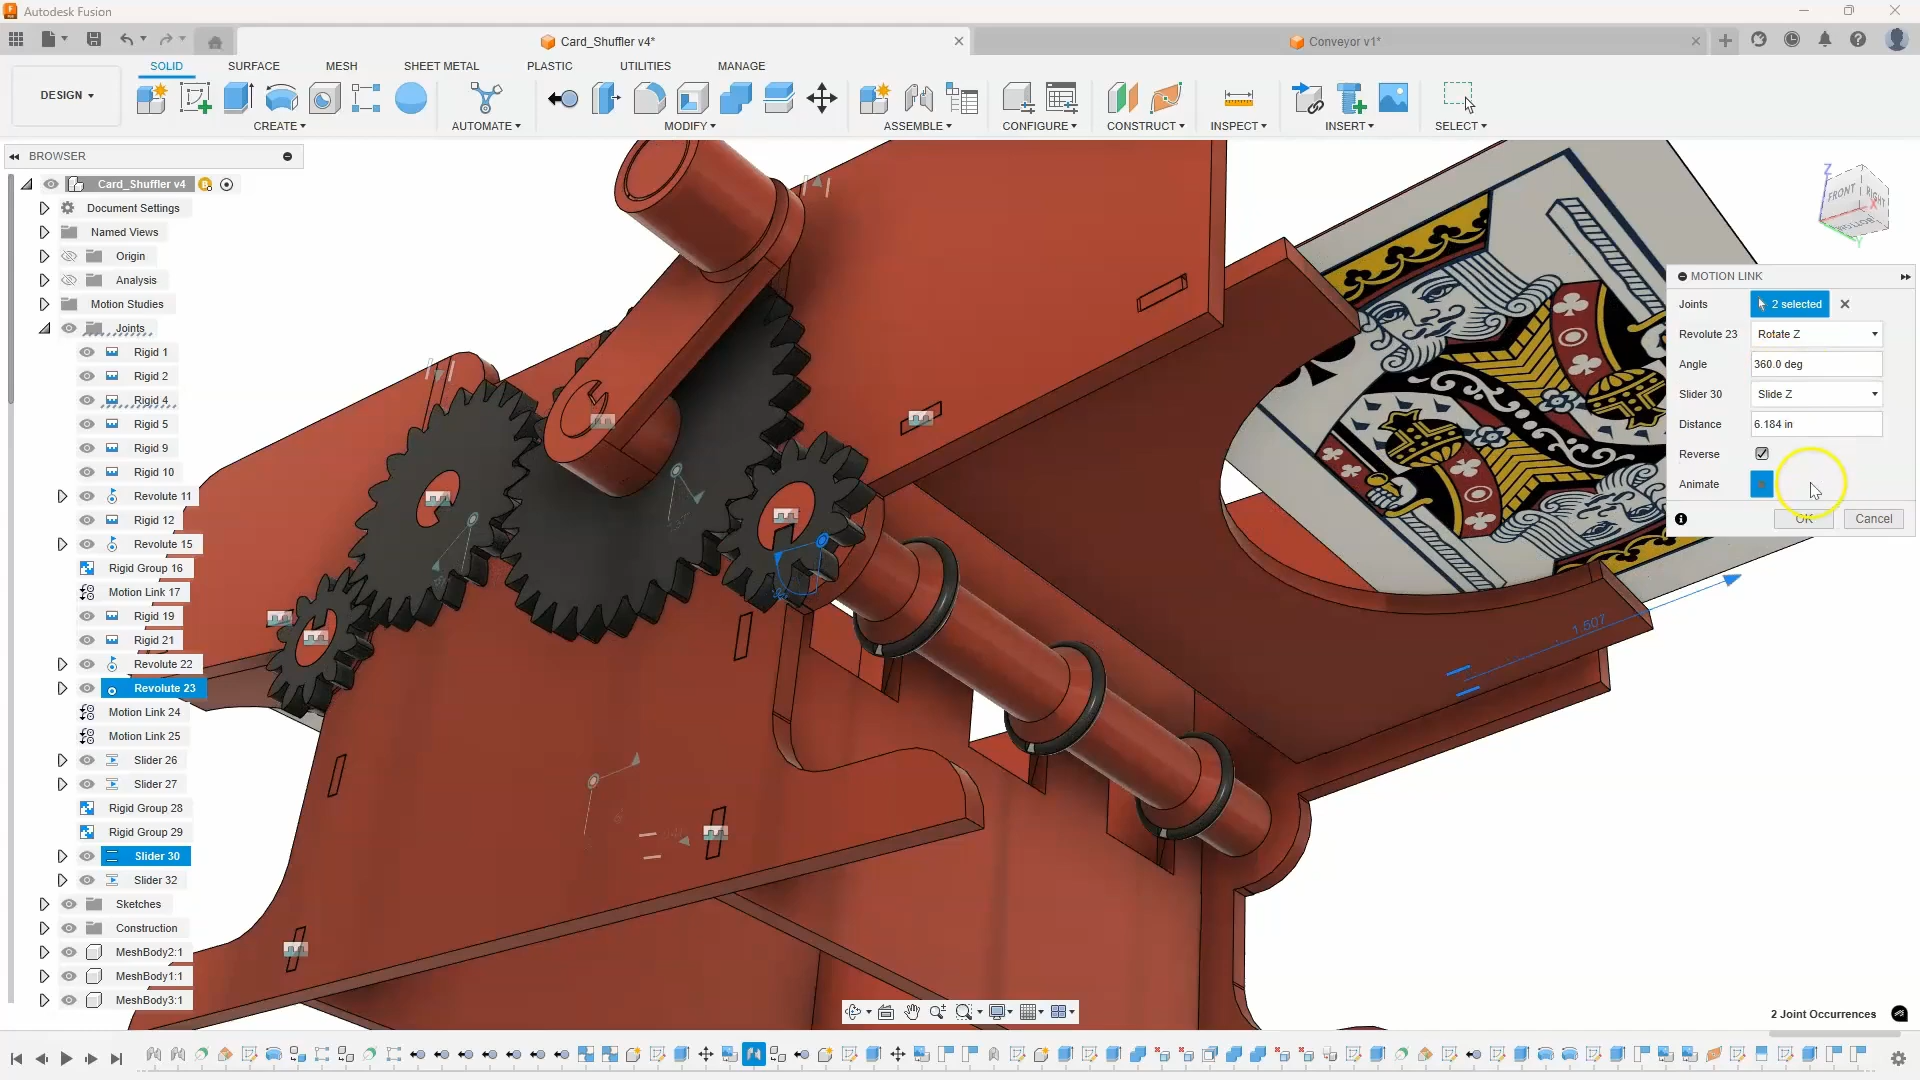 Autodesk Fusion
Card_Shuffler v4*
Conveyor v1*
DESIGN
SOLID
SURFACE
MESH
SHEET METAL
PLASTIC
UTILITIES
MANAGE
CREATE
AUTOMATE
MODIFY
ASSEMBLE
CONFIGURE
CONSTRUCT
INSPECT
INSERT
SELECT
BROWSER
Card_Shuffler v4
Document Settings
Named Views
Origin
Analysis
Motion Studies
Joints
Rigid 1
Rigid 2
Rigid 4
Rigid 5
Rigid 9
Rigid 10
Revolute 11
Rigid 12
Revolute 15
Rigid Group 16
Motion Link 17
Rigid 19
Rigid 21
Revolute 22
Revolute 23
Motion Link 24
Motion Link 25
Slider 26
Slider 27
Rigid Group 28
Rigid Group 29
Slider 30
Slider 32
Sketches
Construction
MeshBody2:1
MeshBody1:1
MeshBody3:1
Z
FRONT
RIGHT
X
BOTTOM
Y
MOTION LINK
Joints
2 selected
Revolute 23
Rotate Z
Angle
360.0 deg
Slider 30
Slide Z
Distance
6.184 in
Reverse
Animate
OK
Cancel
1.507
2 Joint Occurrences